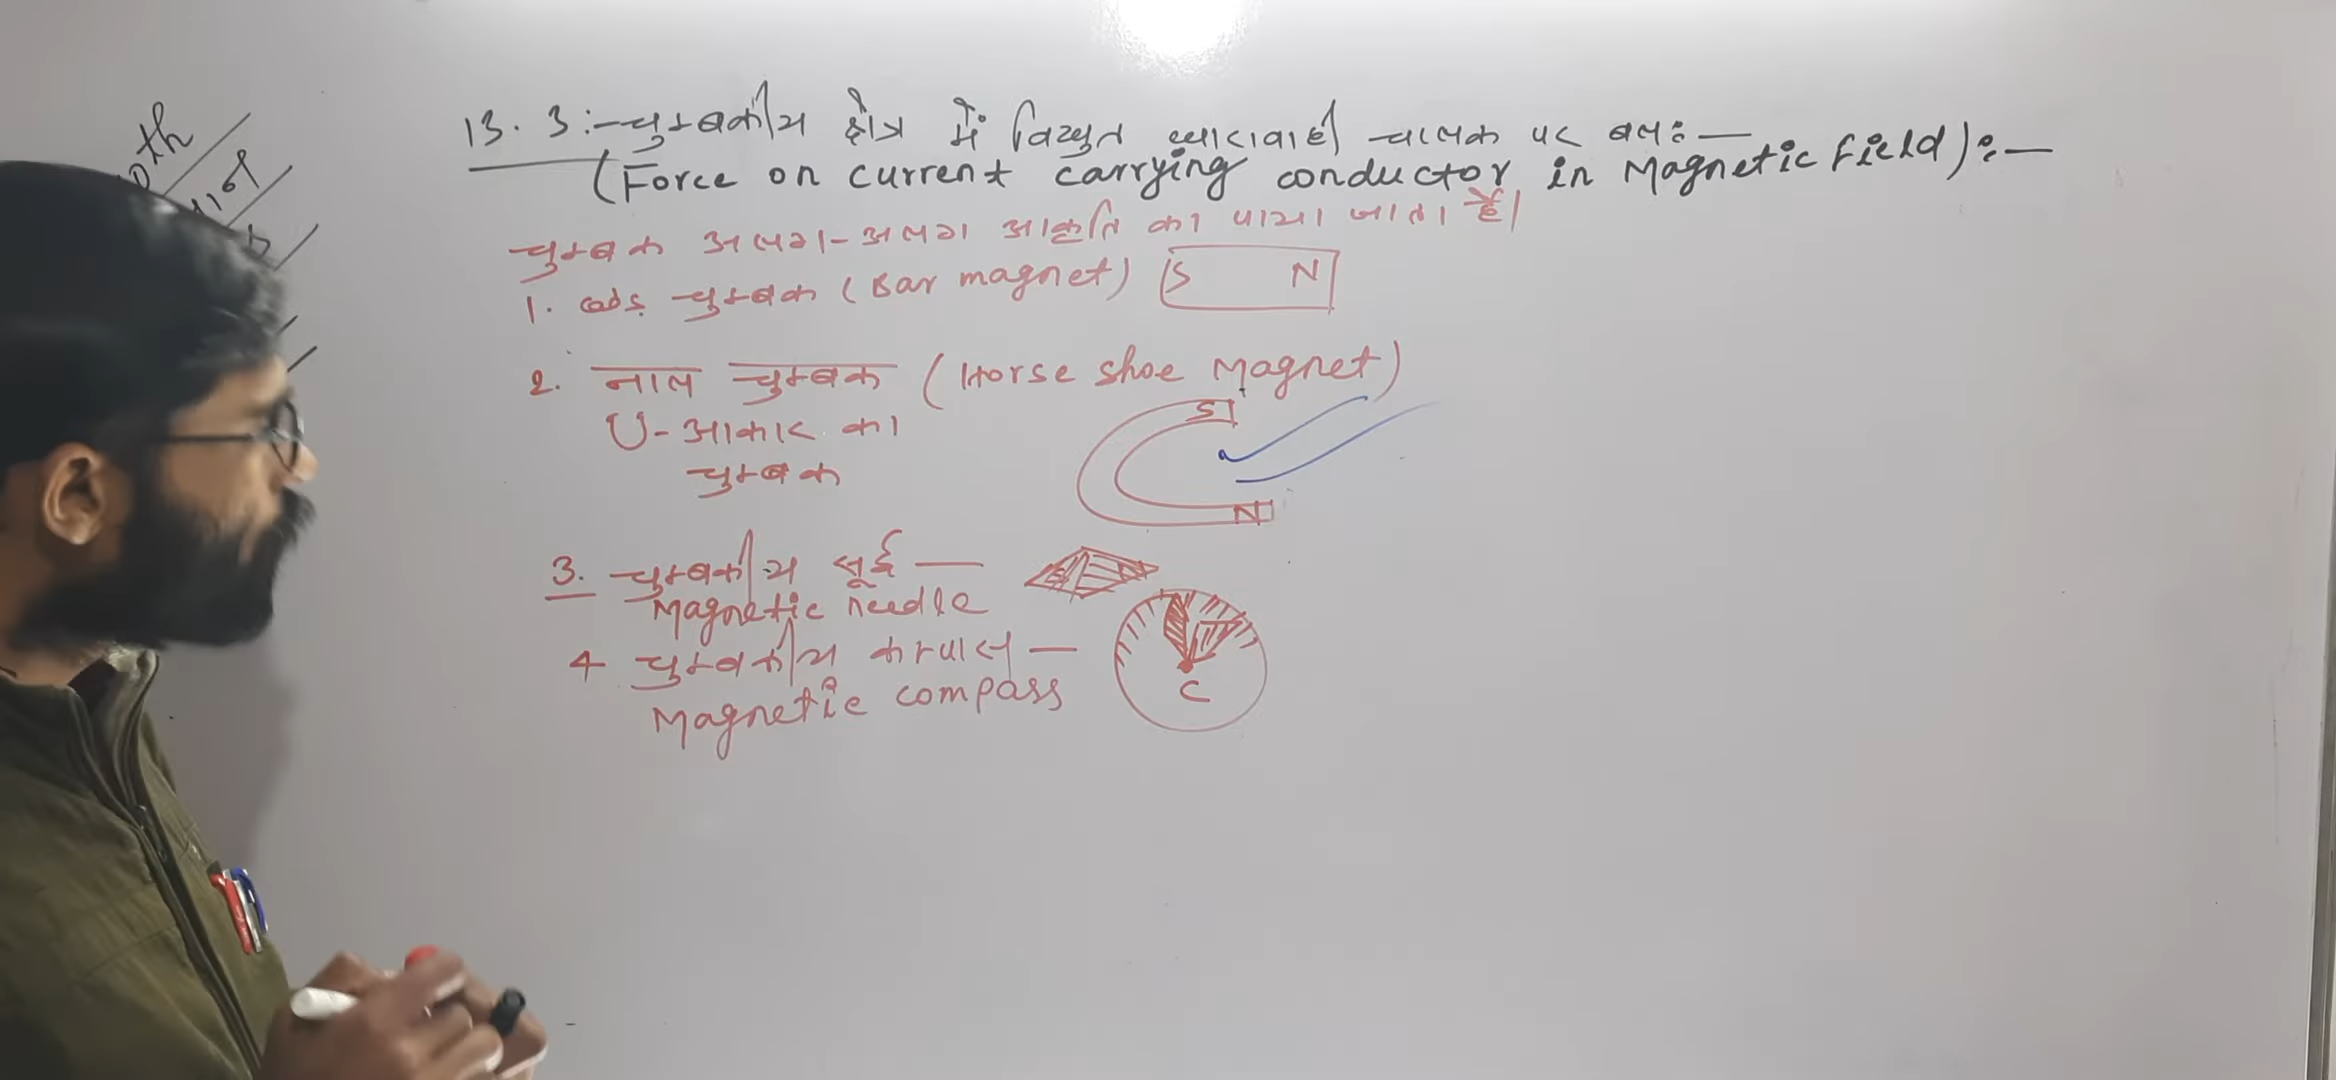 10th
13.3:- चुम्बकीय क्षेत्र में विद्युत धारावाही चालक पर बल:—
(Force on current carrying conductor in Magnetic Field):—
चुम्बक अलग-अलग आकृति का पाया जाता है।
1. छड़ चुम्बक (Bar magnet) S N
2. नाल चुम्बक (Horse shoe Magnet)
U-आकार का
चुम्बक
S
N
3. चुम्बकीय सूई —
Magnetic needle
4 चुम्बकीय कम्पास —
Magnetic compass
C